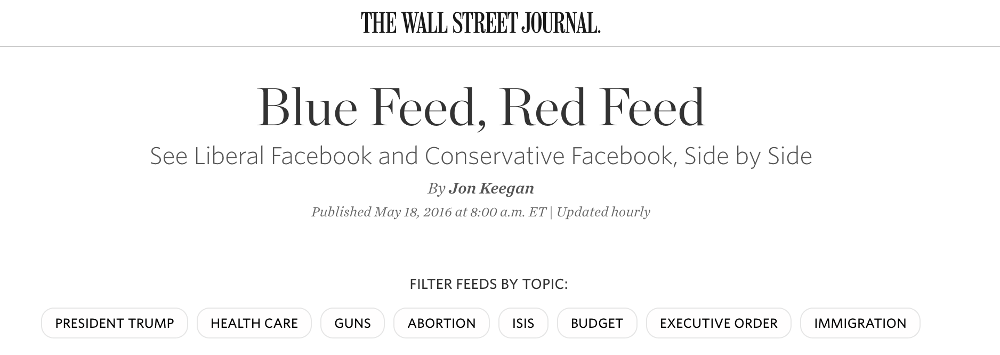 THE WALL STREET JOURNAL.
Blue Feed, Red Feed
See Liberal Facebook and Conservative Facebook, Side by Side
By Jon Keegan
Published May 18, 2016 at 8:00 a.m. ET | Updated hourly
FILTER FEEDS BY TOPIC:
PRESIDENT TRUMP HEALTH CARE GUNS ABORTION ISIS BUDGET EXECUTIVE ORDER IMMIGRATION